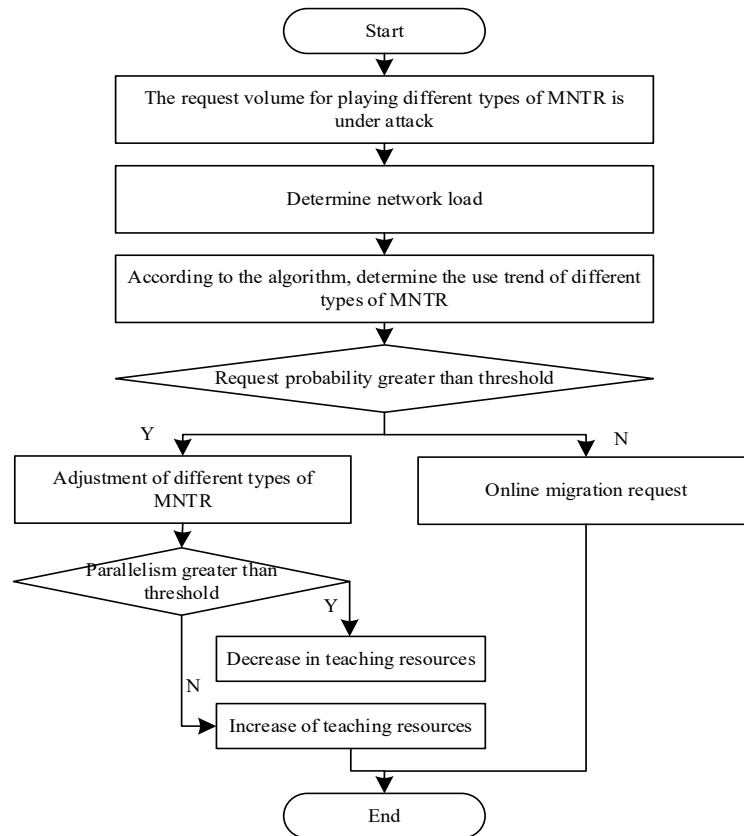 Start
The request volume for playing different types of MNTR is
under attack
Determine network load
According to the algorithm, determine the use trend of different
types of MNTR
Request probability greater than threshold
Y
N
Adjustment of different types of
MNTR
Online migration request
Parallelism greater than
threshold
Y
Decrease in teaching resources
N
Increase of teaching resources
End